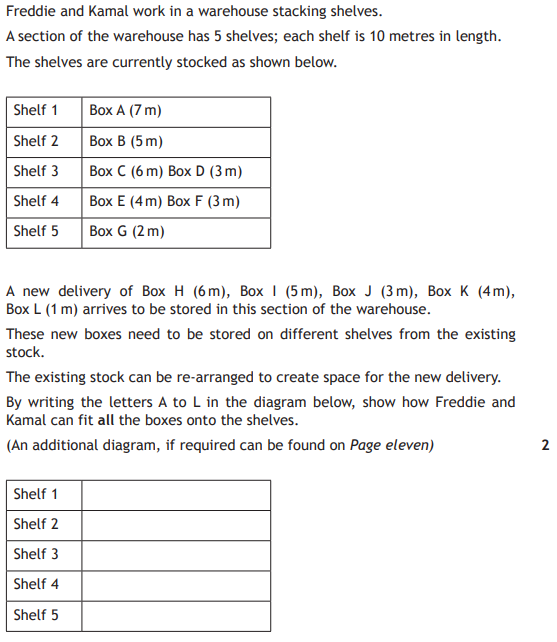 Freddie and Kamal work in a warehouse stacking shelves.
A section of the warehouse has 5 shelves; each shelf is 10 metres in length.
The shelves are currently stocked as shown below.
Shelf 1 Box A (7 m)
Shelf 2 Box B (5 m)
Shelf 3 Box C (6 m) Box D (3 m)
Shelf 4 Box E (4 m) Box F (3 m)
Shelf 5 Box G (2 m)
A new delivery of Box H (6 m), Box I (5 m), Box J (3 m), Box K (4 m),
Box L (1 m) arrives to be stored in this section of the warehouse.
These new boxes need to be stored on different shelves from the existing
stock.
The existing stock can be re-arranged to create space for the new delivery.
By writing the letters A to L in the diagram below, show how Freddie and
Kamal can fit all the boxes onto the shelves.
(An additional diagram, if required can be found on Page eleven) 2
Shelf 1
Shelf 2
Shelf 3
Shelf 4
Shelf 5